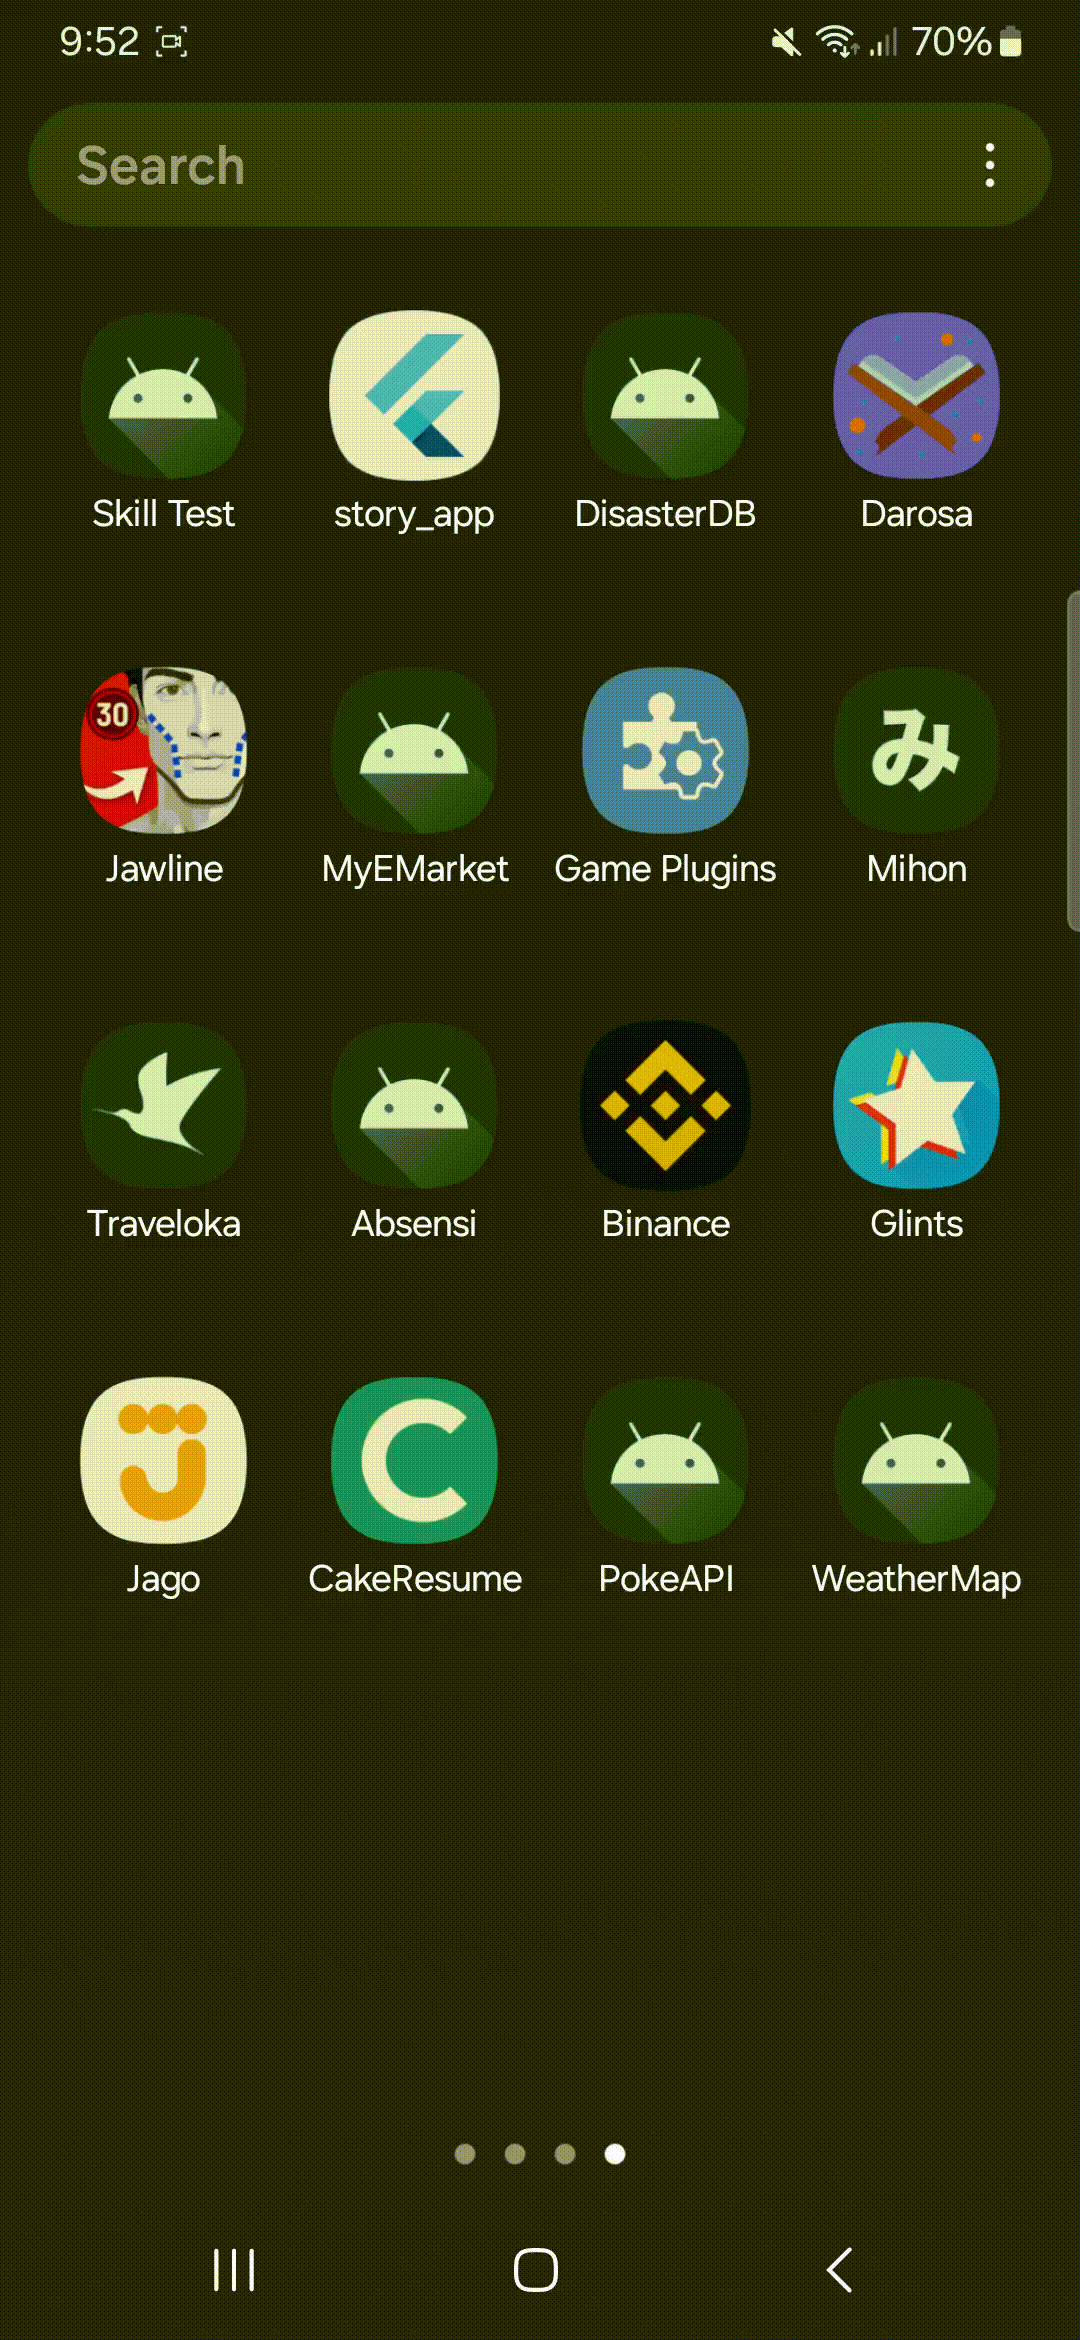 9:52 70%
Search
Skill Test story_app DisasterDB Darosa
30
Jawline MyEMarket Game Plugins Mihon
み
Traveloka Absensi Binance Glints
Jago CakeResume PokeAPI WeatherMap